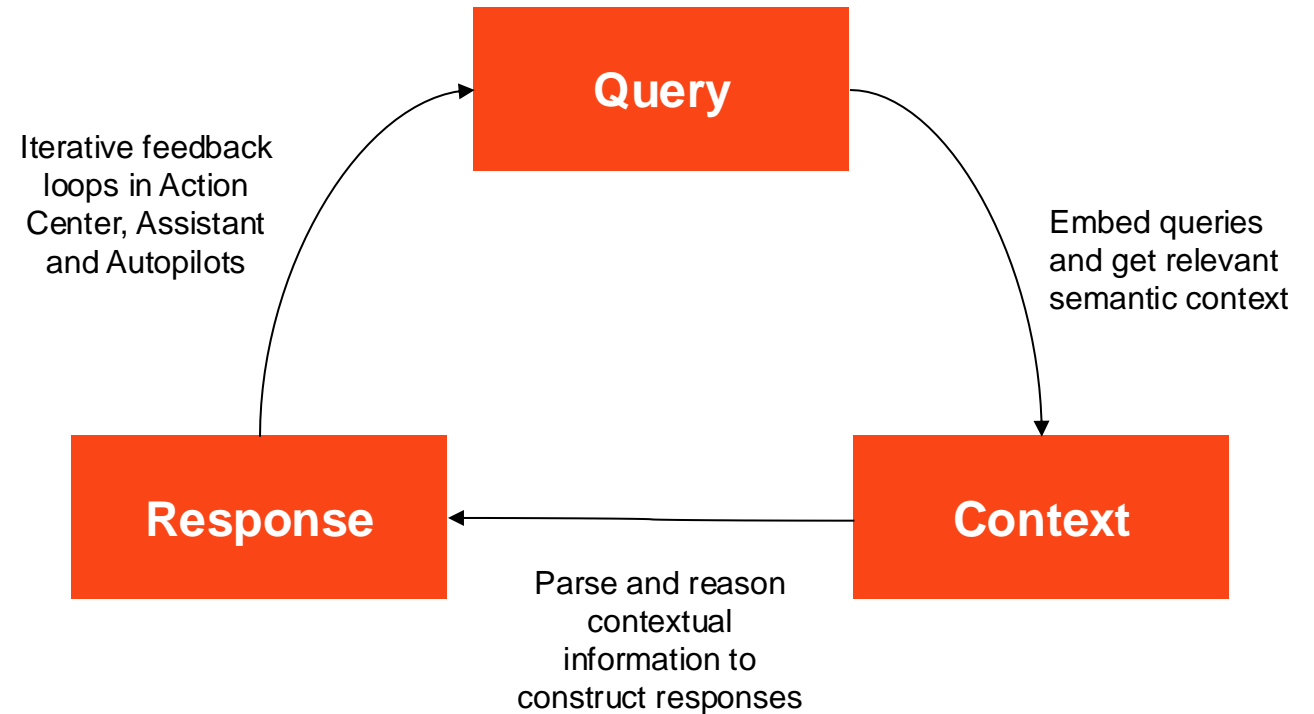 Query
Iterative feedback
loops in Action
Center, Assistant
and Autopilots
Embed queries
and get relevant
semantic context
Response
Context
Parse and reason
contextual
information to
construct responses